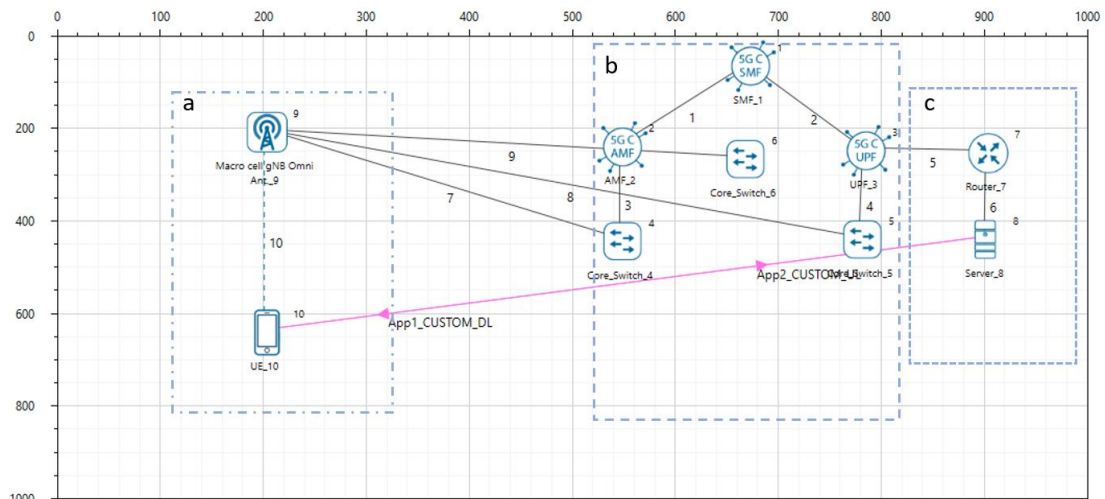 0 100 200 300 400 500 600 700 800 900 1000
0
200
400
600
800
1000
a
b
c
9
Macro cell gNB Omni
Ant_9
10
10
UE_10
App1_CUSTOM_DL
9
8
7
5G C
SMF
1
SMF_1
1
2
5G C
AMF
2
AMF_2
6
Core_Switch_6
5G C
UPF
3
UPF_3
3
4
4
Core_Switch_4
5
Core_Switch_5
App2_CUSTOM_UL
5
7
Router_7
6
8
Server_8